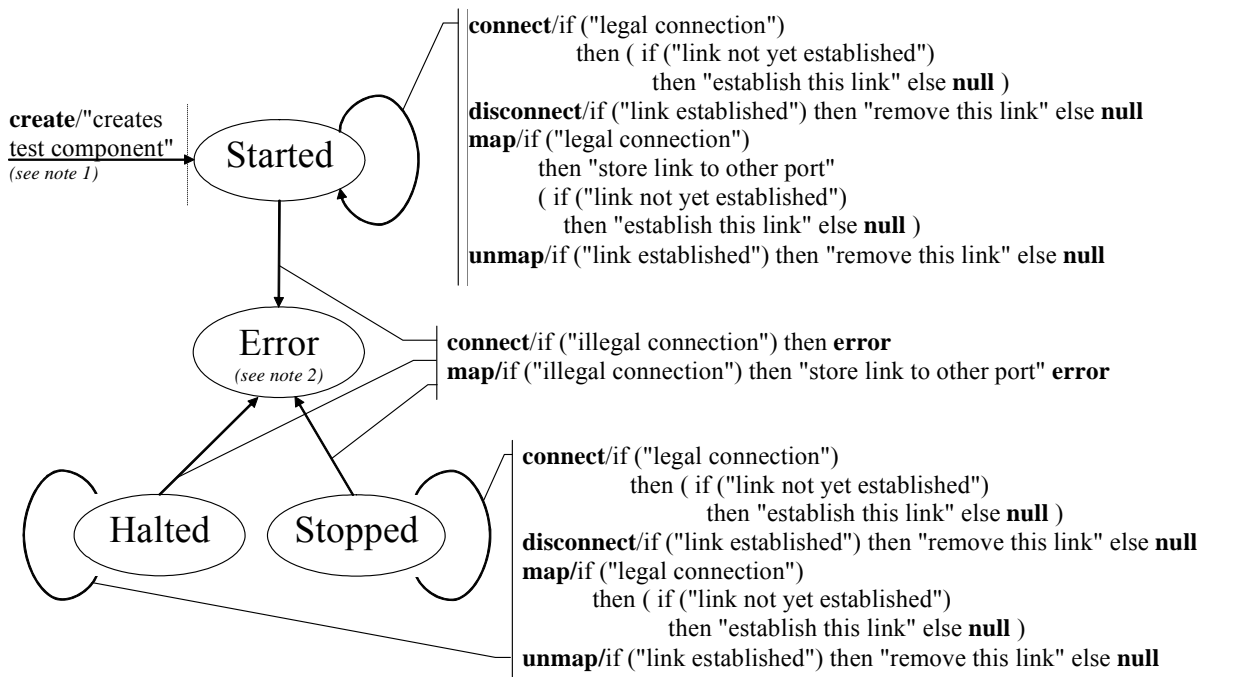 connect/if ("legal connection")
then ( if ("link not yet established")
then "establish this link" else null )
disconnect/if ("link established") then "remove this link" else null
map/if ("legal connection")
then "store link to other port"
( if ("link not yet established")
then "establish this link" else null )
unmap/if ("link established") then "remove this link" else null
create/"creates
test component"
(see note 1)
Started
Error
(see note 2)
connect/if ("illegal connection") then error
map/if ("illegal connection") then "store link to other port" error
Halted
Stopped
connect/if ("legal connection")
then ( if ("link not yet established")
then "establish this link" else null )
disconnect/if ("link established") then "remove this link" else null
map/if ("legal connection")
then ( if ("link not yet established")
then "establish this link" else null )
unmap/if ("link established") then "remove this link" else null